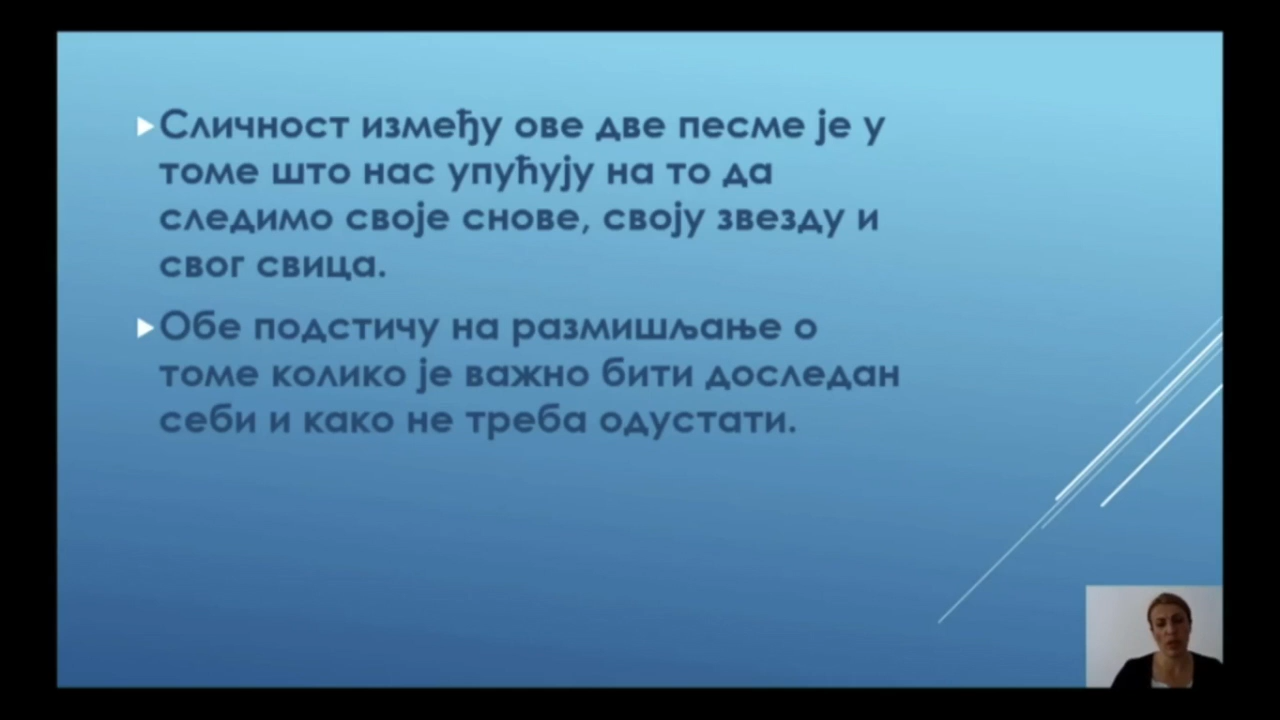 Сличност између ове две песме је у
томе што нас упућују на то да
следимо своје снове, своју звезду и
свог свица.
Обе подстичу на размишљање о
томе колико је важно бити доследан
себи и како не треба одустати.